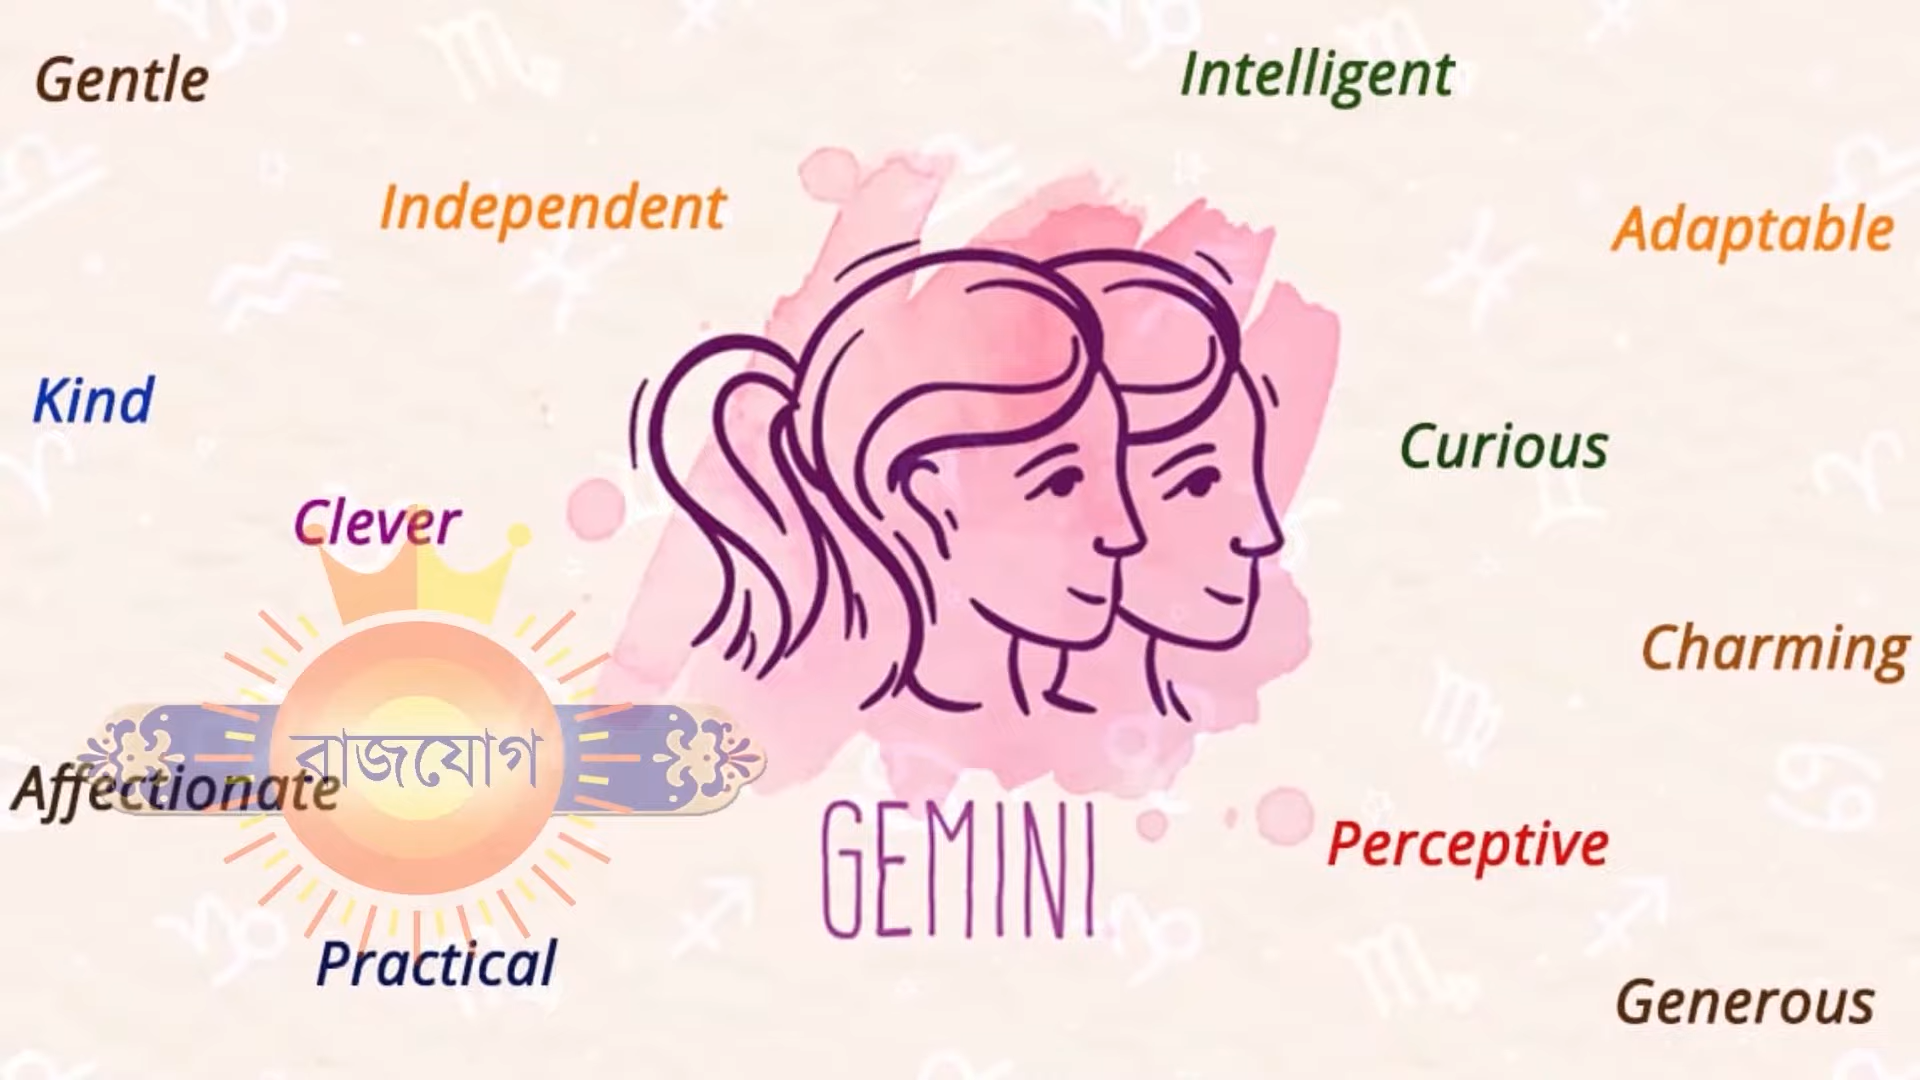 Gentle
Intelligent
Independent
Adaptable
Kind
Curious
Clever
Charming
রাজযোগ
Affectionate
GEMINI
Perceptive
Practical
Generous